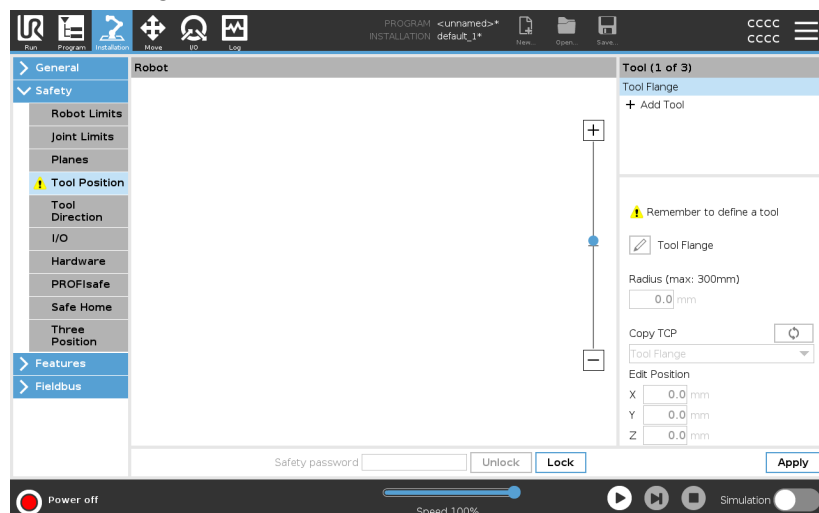 PROGRAM <unnamed>*
INSTALLATION default_1*
Run Program Installation Move I/O Log
New... Open... Save...
cccc
cccc
General
Safety
Robot Limits
Joint Limits
Planes
Tool Position
Tool
Direction
I/O
Hardware
PROFIsafe
Safe Home
Three
Position
Features
Fieldbus
Robot
Tool (1 of 3)
Tool Flange
+ Add Tool
Remember to define a tool
Tool Flange
Radius (max: 300mm)
0.0 mm
Copy TCP
Tool Flange
Edit Position
X 0.0 mm
Y 0.0 mm
Z 0.0 mm
Safety password Unlock Lock
Apply
Power off
Speed 100%
Simulation